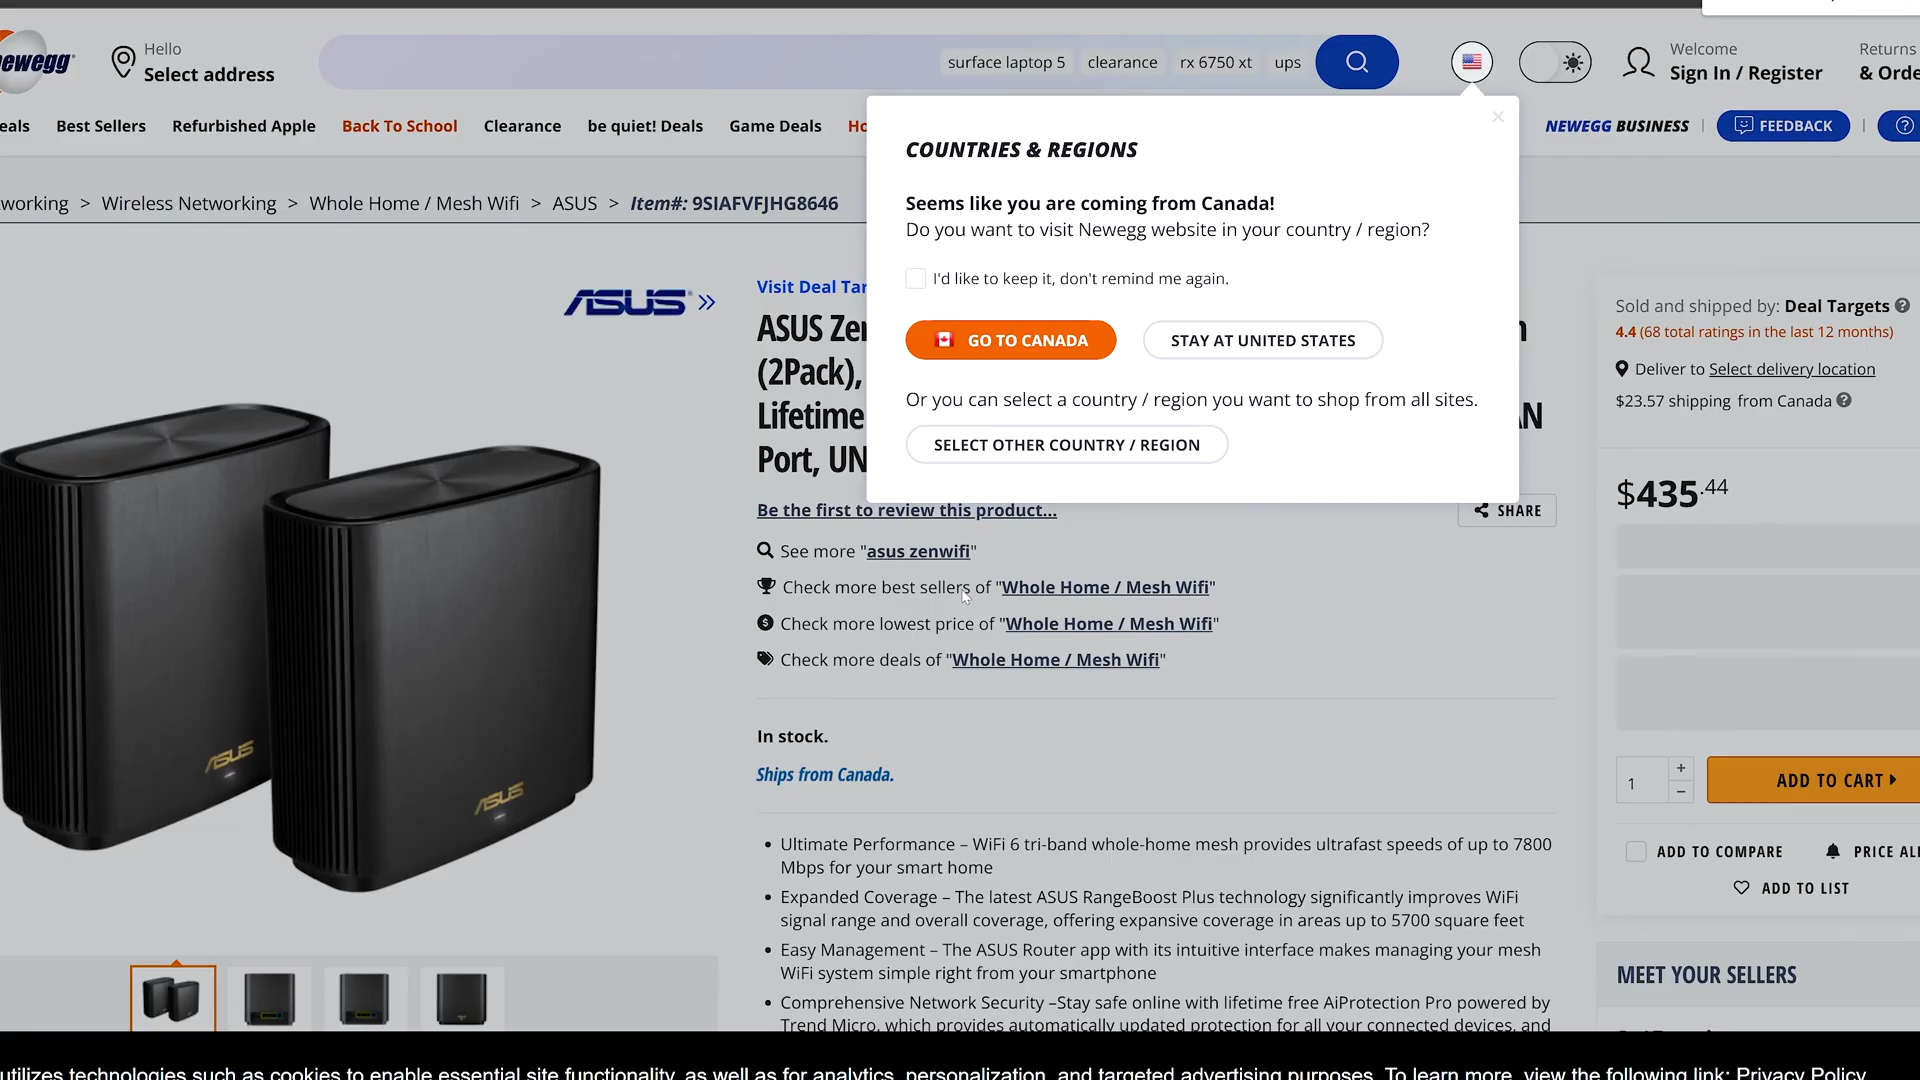 newegg
Hello
Select address
surface laptop 5
clearance
rx 6750 xt
ups
Welcome
Sign In / Register
Returns
& Orde
eals
Best Sellers
Refurbished Apple
Back To School
Clearance
be quiet! Deals
Game Deals
Ho
NEWEGG BUSINESS
FEEDBACK
working > Wireless Networking > Whole Home / Mesh Wifi > ASUS > Item#: 9SIAFVFJHG8646
COUNTRIES & REGIONS
Seems like you are coming from Canada!
Do you want to visit Newegg website in your country / region?
I'd like to keep it, don't remind me again.
GO TO CANADA
STAY AT UNITED STATES
Or you can select a country / region you want to shop from all sites.
SELECT OTHER COUNTRY / REGION
ASUS
Visit Deal Tar
ASUS Zen
(2Pack),
Lifetime
Port, UN
Be the first to review this product...
SHARE
See more "asus zenwifi"
Check more best sellers of "Whole Home / Mesh Wifi"
Check more lowest price of "Whole Home / Mesh Wifi"
Check more deals of "Whole Home / Mesh Wifi"
In stock.
Ships from Canada.
• Ultimate Performance – WiFi 6 tri-band whole-home mesh provides ultrafast speeds of up to 7800
Mbps for your smart home
• Expanded Coverage – The latest ASUS RangeBoost Plus technology significantly improves WiFi
signal range and overall coverage, offering expansive coverage in areas up to 5700 square feet
• Easy Management – The ASUS Router app with its intuitive interface makes managing your mesh
WiFi system simple right from your smartphone
• Comprehensive Network Security –Stay safe online with lifetime free AiProtection Pro powered by
Trend Micro, which provides automatically updated protection for all your connected devices, and
ASUS
ASUS
Sold and shipped by: Deal Targets
4.4 (68 total ratings in the last 12 months)
Deliver to Select delivery location
$23.57 shipping from Canada
$435.44
1
+
−
ADD TO CART
ADD TO COMPARE
PRICE AL
ADD TO LIST
MEET YOUR SELLERS
utilizes technologies such as cookies to enable essential site functionality, as well as for analytics, personalization, and targeted advertising purposes. To learn more, view the following link: Privacy Policy